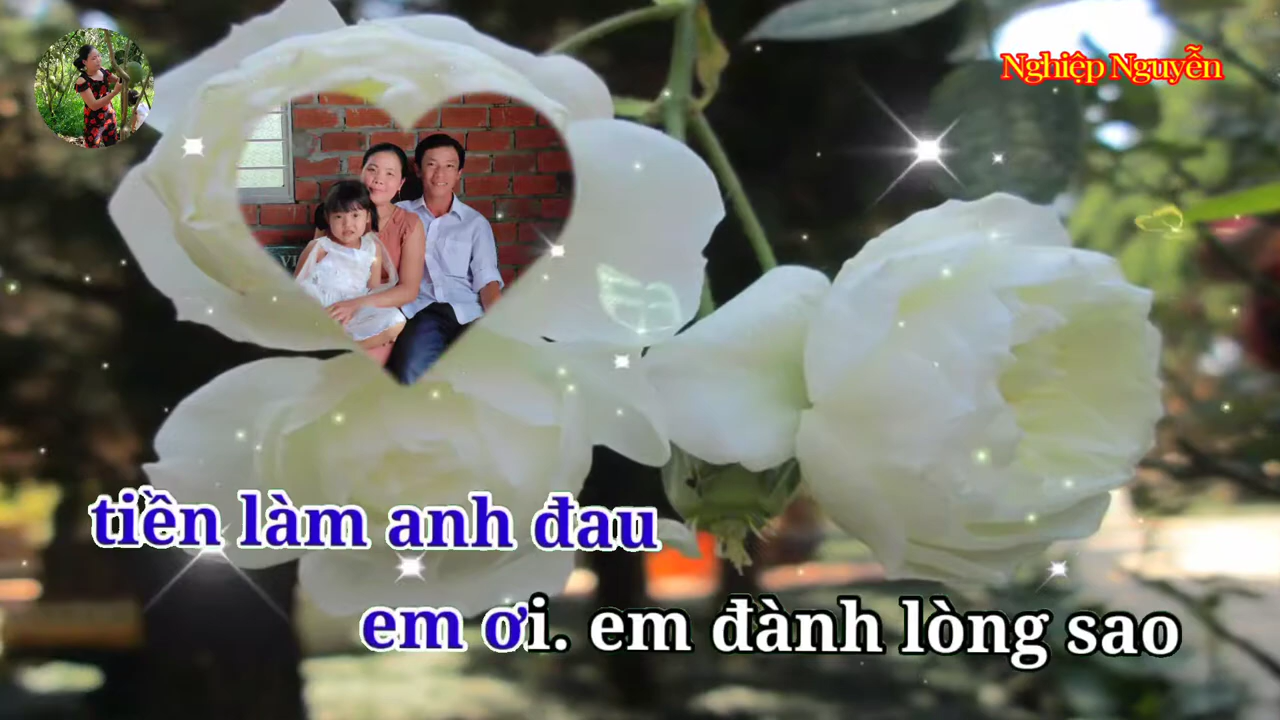 Nghiệp Nguyễn
tiền làm anh đau
em ơi. em đành lòng sao